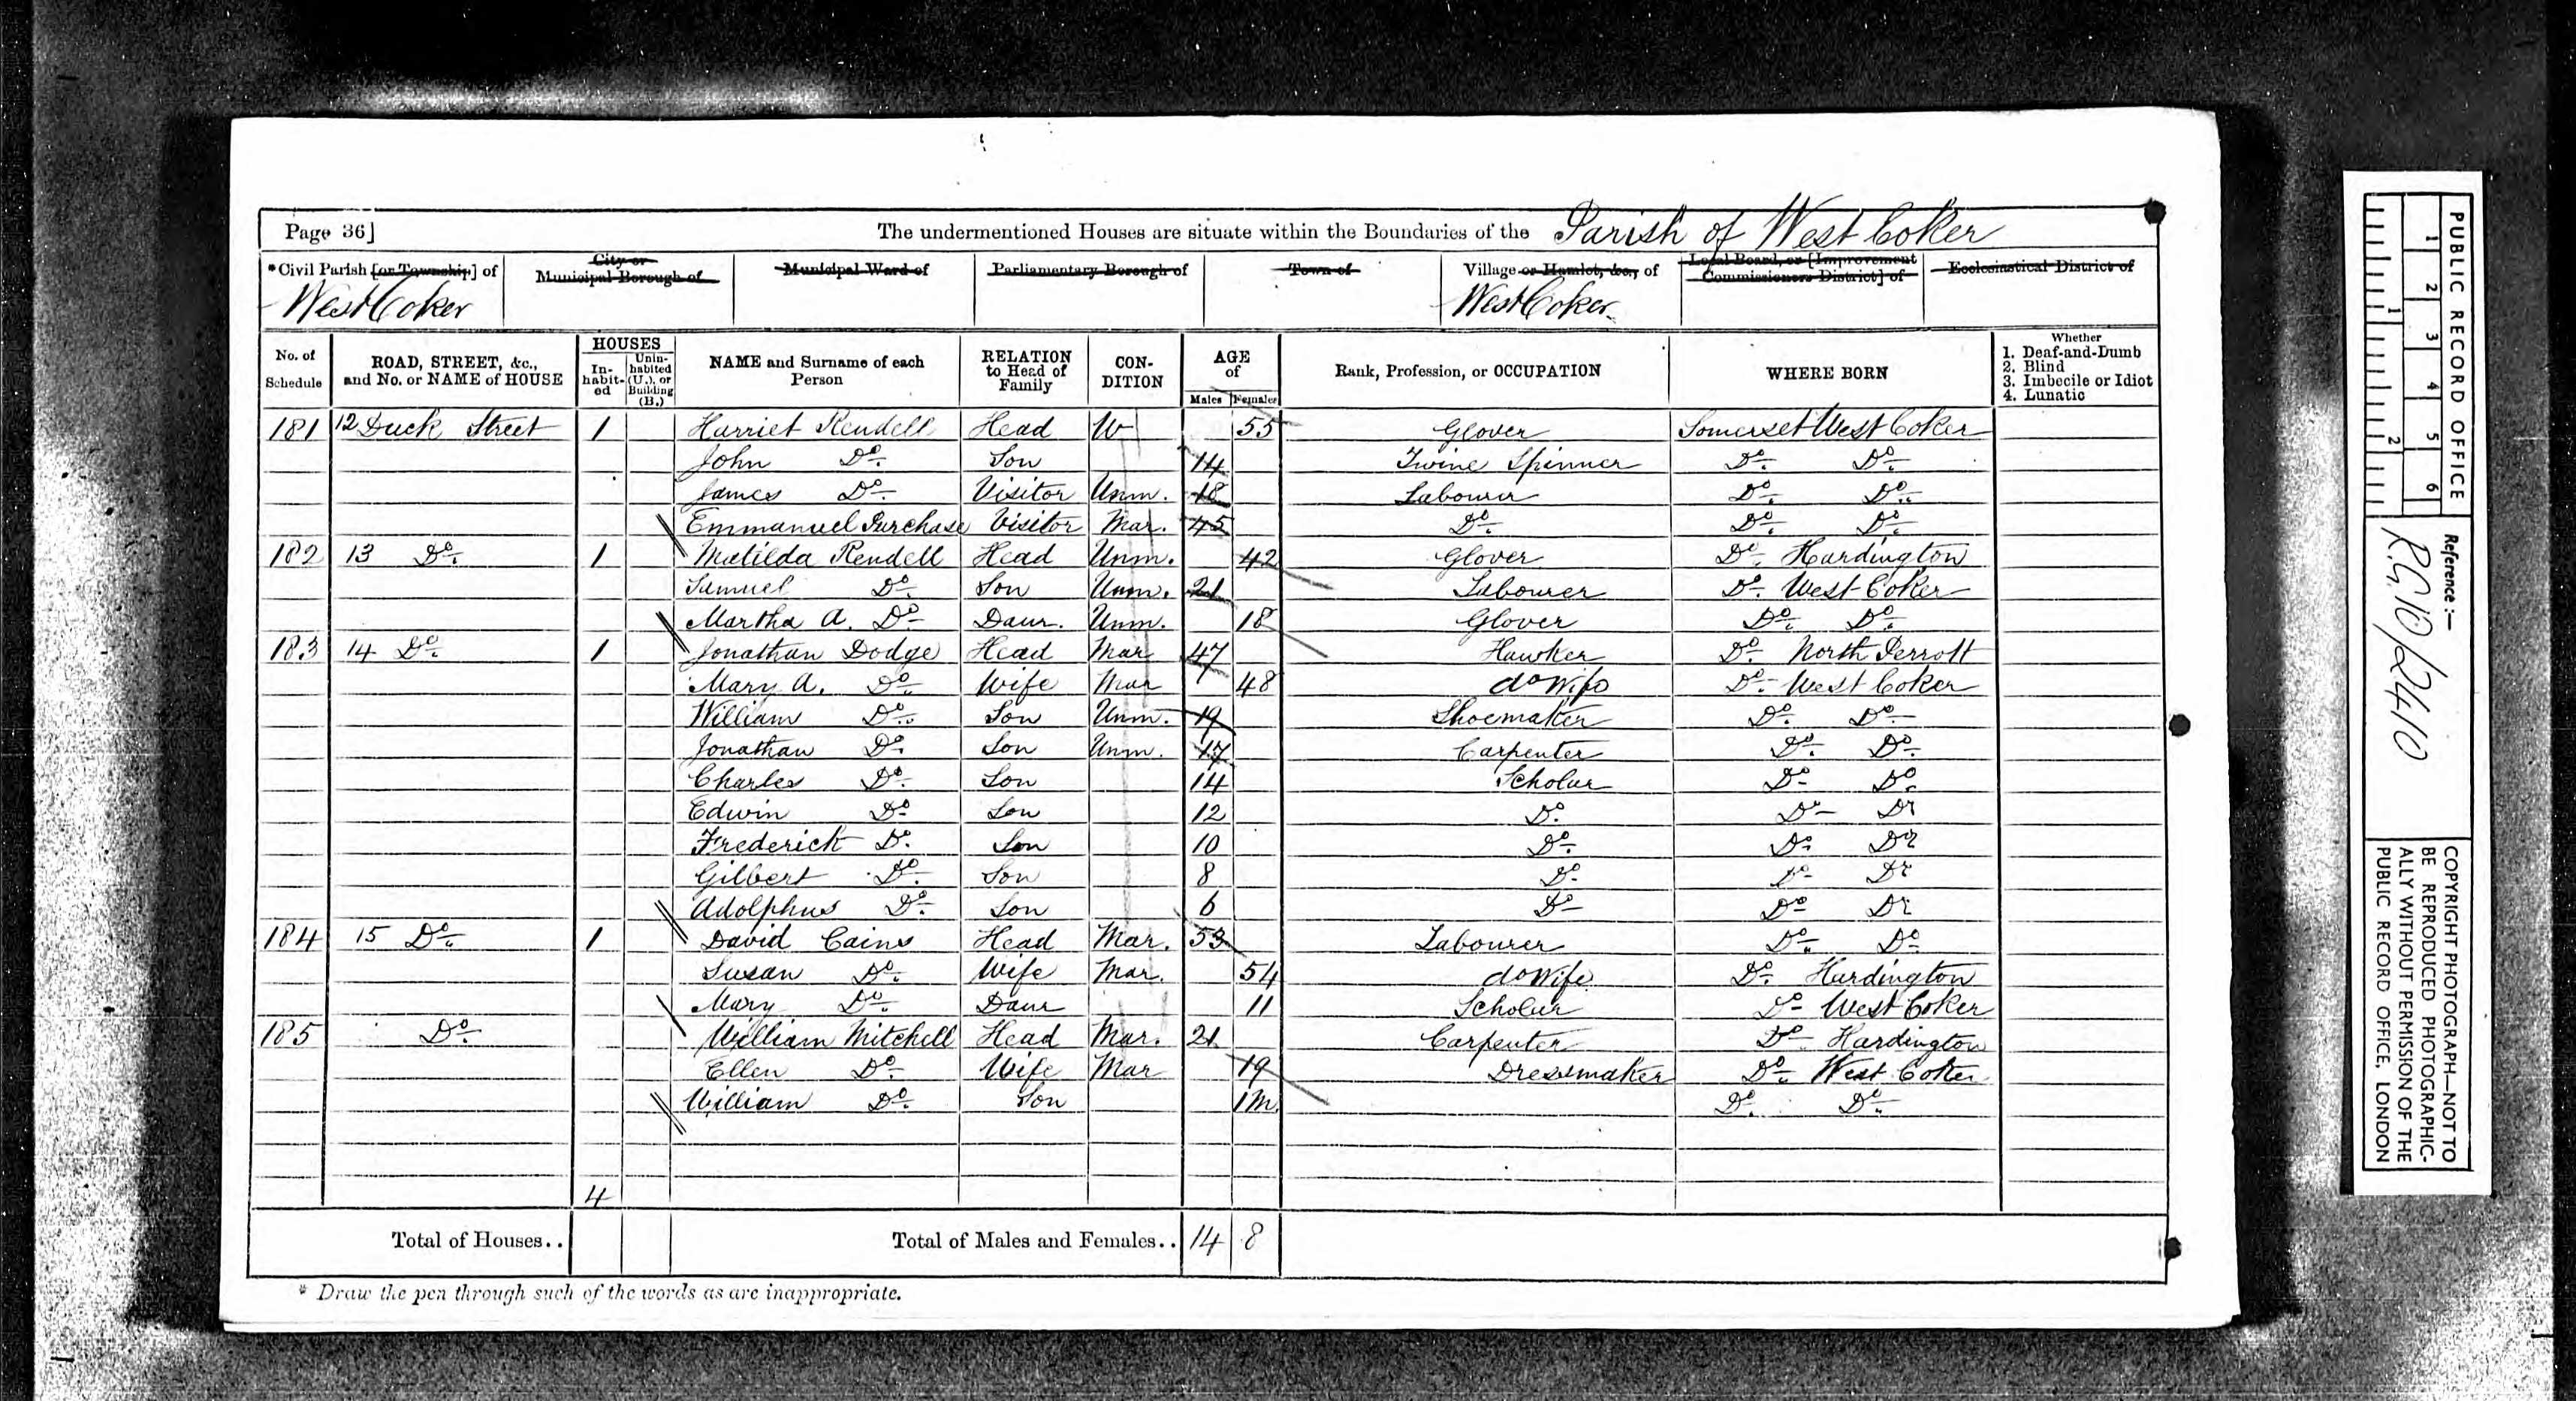 Page 36]
The undermentioned Houses are situate within the Boundaries of the Parish of West Coker
*Civil Parish [or Township] of
West Coker
City or Municipal Borough of
Municipal Ward of
Parliamentary Borough of
Town of
Village or Hamlet, &c., of
West Coker
Local Board, or [Improvement Commissioners District] of
Ecclesiastical District of
No. of Schedule
ROAD, STREET, &c., and No. or NAME of HOUSE
HOUSES
In-habit-ed
Unin-habited (U.), or Building (B.)
NAME and Surname of each Person
RELATION to Head of Family
CON-DITION
AGE of
Males
Females
Rank, Profession, or OCCUPATION
WHERE BORN
Whether
1. Deaf-and-Dumb
2. Blind
3. Imbecile or Idiot
4. Lunatic
181 12 Duck Street 1 Harriet Rendell Head W 55 Glover Somerset West Coker
John Do. Son 14 Twine Spinner Do. Do.
James Do. Visitor Unm. 18 Labourer Do. Do.
Emmanuel Purchase Visitor Mar. 45 Do. Do. Do.
182 13 Do. 1 Matilda Rendell Head Unm. 42 Glover Do. Hardington
Samuel Do. Son Unm. 21 Labourer Do. West Coker
Martha A. Do. Daur. Unm. 18 Glover Do. Do.
183 14 Do. 1 Jonathan Dodge Head Mar 47 Hawker Do. North Perrott
Mary A. Do. Wife Mar 48 do Wife Do. West Coker
William Do. Son Unm. 19 Shoemaker Do. Do.
Jonathan Do. Son Unm. 17 Carpenter Do. Do.
Charles Do. Son 14 Scholar Do. Do.
Edwin Do. Son 12 Do. Do. Do.
Frederick Do. Son 10 Do. Do. Do.
Gilbert Do. Son 8 Do. Do. Do.
Adolphus Do. Son 6 Do. Do. Do.
184 15 Do. 1 David Cains Head Mar. 53 Labourer Do. Do.
Susan Do. Wife Mar. 54 do Wife Do. Hardington
Mary Do. Daur 11 Scholar Do. West Coker
185 Do. William Mitchell Head Mar. 21 Carpenter Do. Hardington
Ellen Do. Wife Mar 19 Dressmaker Do. West Coker
William Do. Son 1m. Do. Do.
4
Total of Houses..
Total of Males and Females.. 14 8
* Draw the pen through such of the words as are inappropriate.
PUBLIC RECORD OFFICE
1 2 3 4 5 6
1 2
Reference:—
RG10/2410
COPYRIGHT PHOTOGRAPH—NOT TO
BE REPRODUCED PHOTOGRAPHIC-
ALLY WITHOUT PERMISSION OF THE
PUBLIC RECORD OFFICE, LONDON